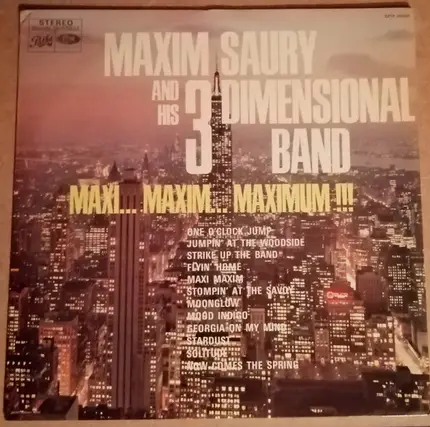 STEREO
Pathé
MAXIM SAURY
AND HIS 3 DIMENSIONAL
BAND
MAXI... MAXIM... MAXIMUM !!!
ONE O'CLOCK JUMP
JUMPIN' AT THE WOODSIDE
STRIKE UP THE BAND
FLYIN' HOME
MAXI MAXIM
STOMPIN' AT THE SAVOY
MOONGLOW
MOOD INDIGO
GEORGIA ON MY MIND
STARDUST
SOLITUDE
NOW COMES THE SPRING